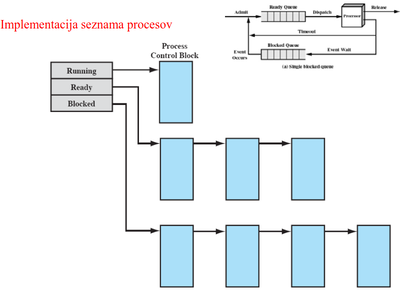 Implementacija seznama procesov
Ready Queue
Admit
Dispatch
Processor
Release
Timeout
Blocked Queue
Event
Occurs
Event Wait
(a) Single blocked queue
Process
Control Block
Running
Ready
Blocked